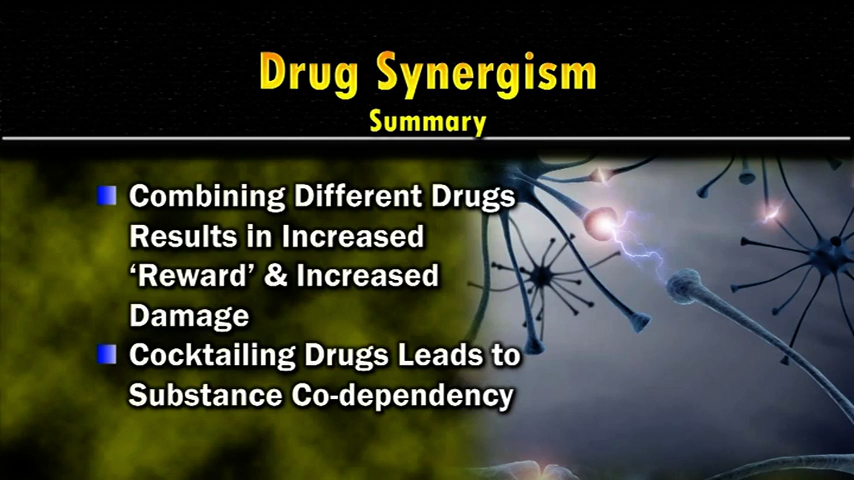 Drug Synergism
Summary
Combining Different Drugs
Results in Increased
‘Reward’ & Increased
Damage
Cocktailing Drugs Leads to
Substance Co-dependency